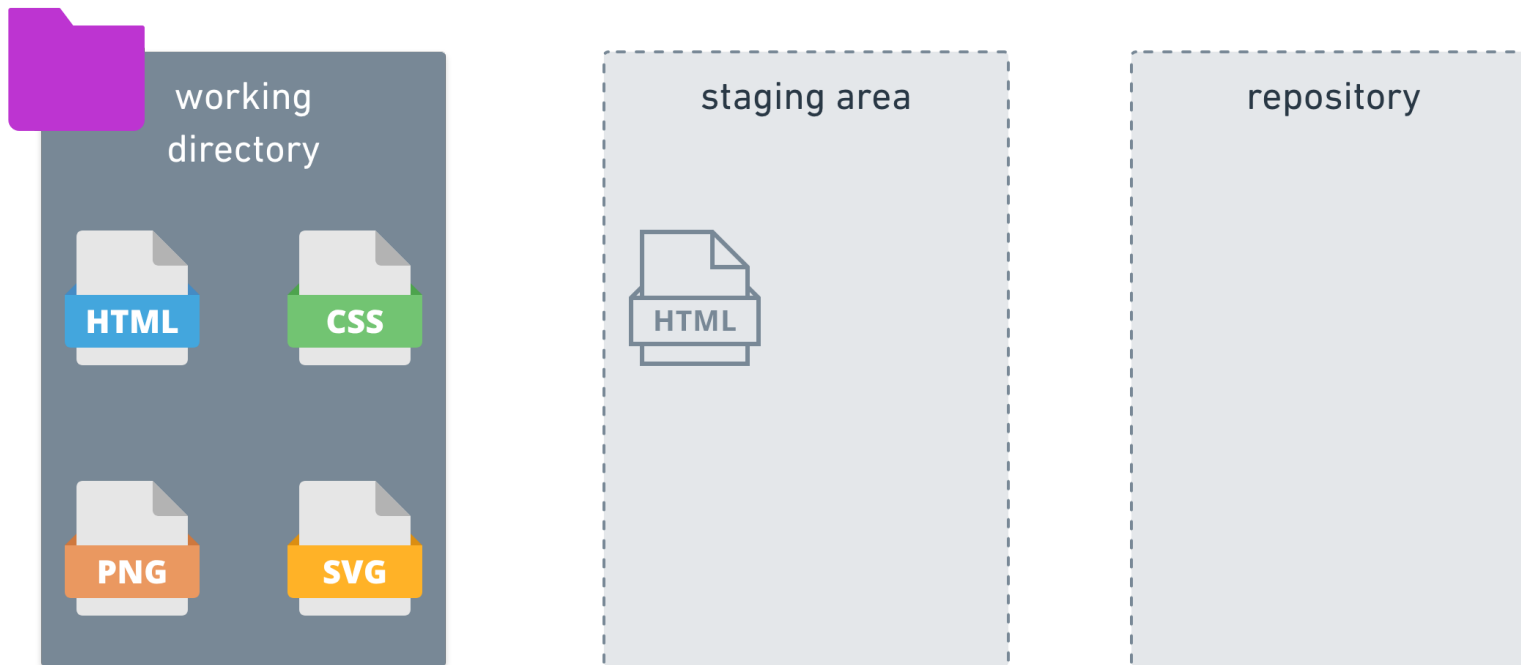 working
directory
staging area
repository
HTML
CSS
HTML
PNG
SVG